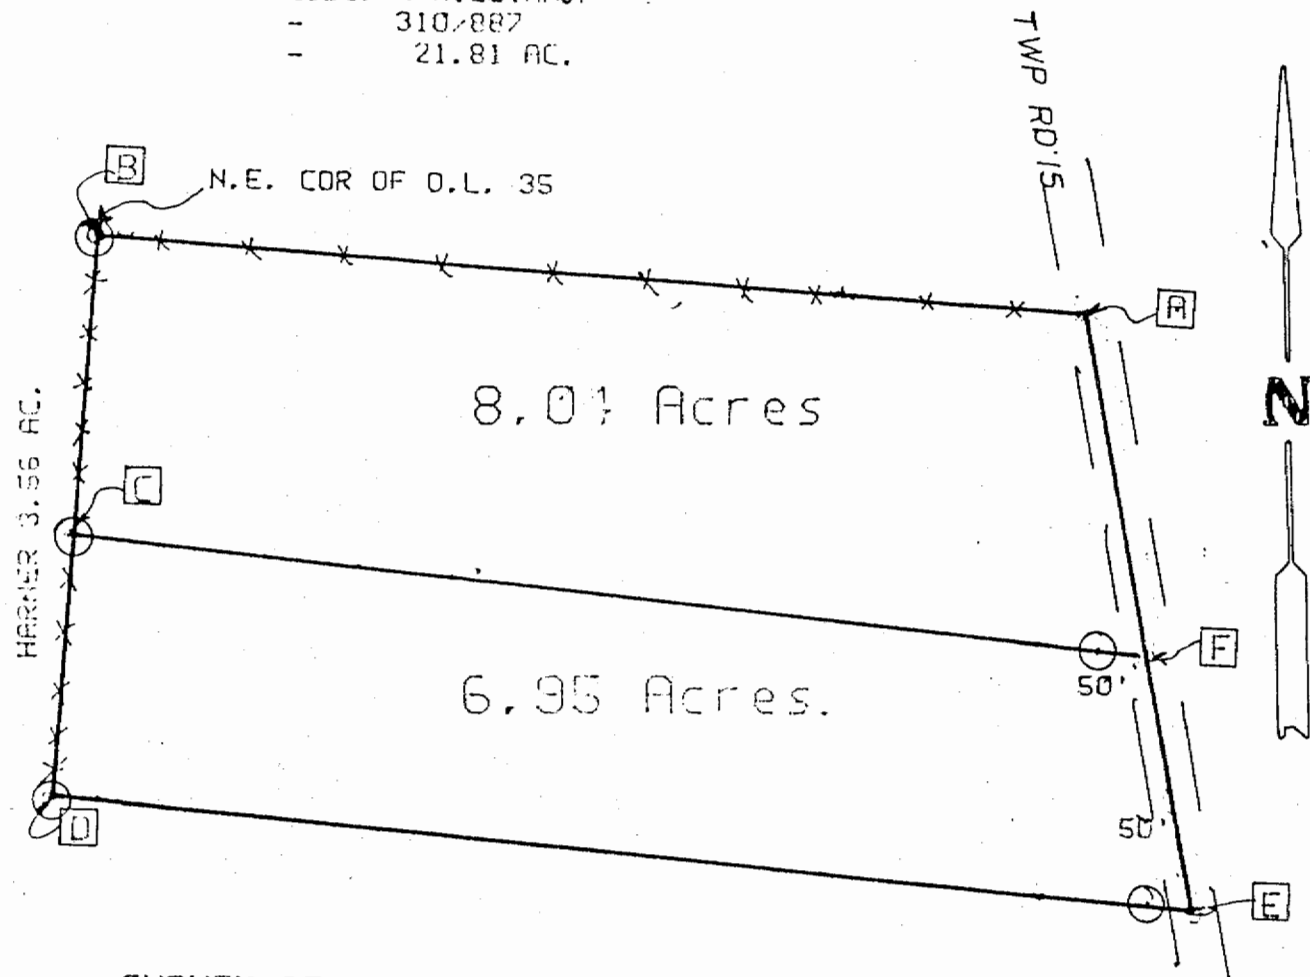 - 310/887
- 21.81 AC.
TWP RD 15
B
N.E. COR OF O.L. 35
A
8.01 Acres
N
HARNER 3.56 AC.
C
F
50'
6.95 Acres.
50'
D
E